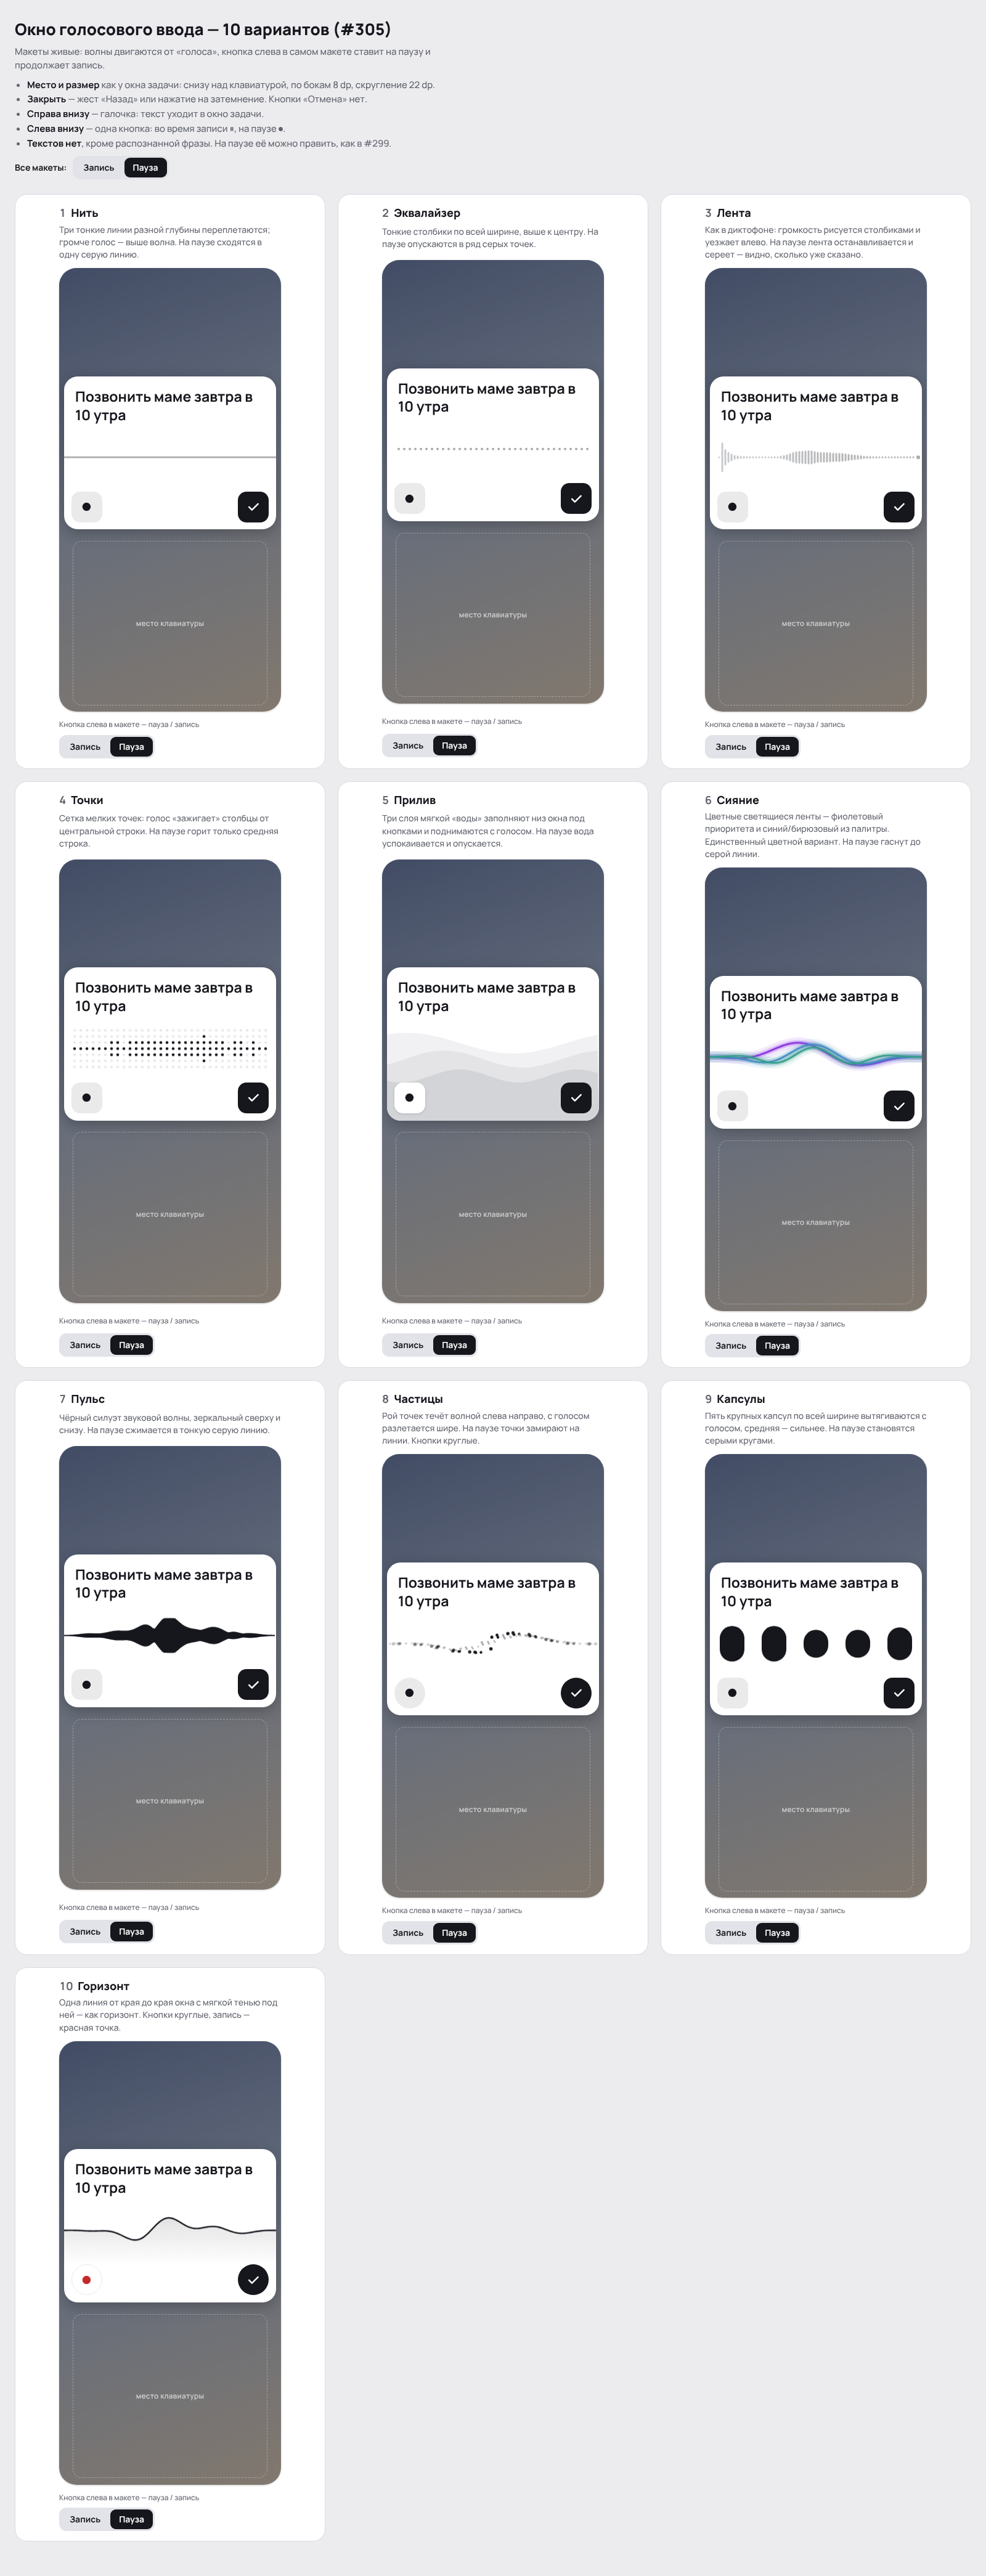 Окно голосового ввода — 10 вариантов (#305)
Макеты живые: волны двигаются от «голоса», кнопка слева в самом макете ставит на паузу и
продолжает запись.
• Место и размер как у окна задачи: снизу над клавиатурой, по бокам 8 dp, скругление 22 dp.
• Закрыть — жест «Назад» или нажатие на затемнение. Кнопки «Отмена» нет.
• Справа внизу — галочка: текст уходит в окно задачи.
• Слева внизу — одна кнопка: во время записи ⏸, на паузе ●.
• Текстов нет, кроме распознанной фразы. На паузе её можно править, как в #299.
Все макеты: Запись Пауза
1 Нить
Три тонкие линии разной глубины переплетаются;
громче голос — выше волна. На паузе сходятся в
одну серую линию.
Позвонить маме завтра в
10 утра
место клавиатуры
Кнопка слева в макете — пауза / запись
Запись Пауза
2 Эквалайзер
Тонкие столбики по всей ширине, выше к центру. На
паузе опускаются в ряд серых точек.
Позвонить маме завтра в
10 утра
место клавиатуры
Кнопка слева в макете — пауза / запись
Запись Пауза
3 Лента
Как в диктофоне: громкость рисуется столбиками и
уезжает влево. На паузе лента останавливается и
сереет — видно, сколько уже сказано.
Позвонить маме завтра в
10 утра
место клавиатуры
Кнопка слева в макете — пауза / запись
Запись Пауза
4 Точки
Сетка мелких точек: голос «зажигает» столбцы от
центральной строки. На паузе горит только средняя
строка.
Позвонить маме завтра в
10 утра
место клавиатуры
Кнопка слева в макете — пауза / запись
Запись Пауза
5 Прилив
Три слоя мягкой «воды» заполняют низ окна под
кнопками и поднимаются с голосом. На паузе вода
успокаивается и опускается.
Позвонить маме завтра в
10 утра
место клавиатуры
Кнопка слева в макете — пауза / запись
Запись Пауза
6 Сияние
Цветные светящиеся ленты — фиолетовый
приоритета и синий/бирюзовый из палитры.
Единственный цветной вариант. На паузе гаснут до
серой линии.
Позвонить маме завтра в
10 утра
место клавиатуры
Кнопка слева в макете — пауза / запись
Запись Пауза
7 Пульс
Чёрный силуэт звуковой волны, зеркальный сверху и
снизу. На паузе сжимается в тонкую серую линию.
Позвонить маме завтра в
10 утра
место клавиатуры
Кнопка слева в макете — пауза / запись
Запись Пауза
8 Частицы
Рой точек течёт волной слева направо, с голосом
разлетается шире. На паузе точки замирают на
линии. Кнопки круглые.
Позвонить маме завтра в
10 утра
место клавиатуры
Кнопка слева в макете — пауза / запись
Запись Пауза
9 Капсулы
Пять крупных капсул по всей ширине вытягиваются с
голосом, средняя — сильнее. На паузе становятся
серыми кругами.
Позвонить маме завтра в
10 утра
место клавиатуры
Кнопка слева в макете — пауза / запись
Запись Пауза
10 Горизонт
Одна линия от края до края окна с мягкой тенью под
ней — как горизонт. Кнопки круглые, запись —
красная точка.
Позвонить маме завтра в
10 утра
место клавиатуры
Кнопка слева в макете — пауза / запись
Запись Пауза